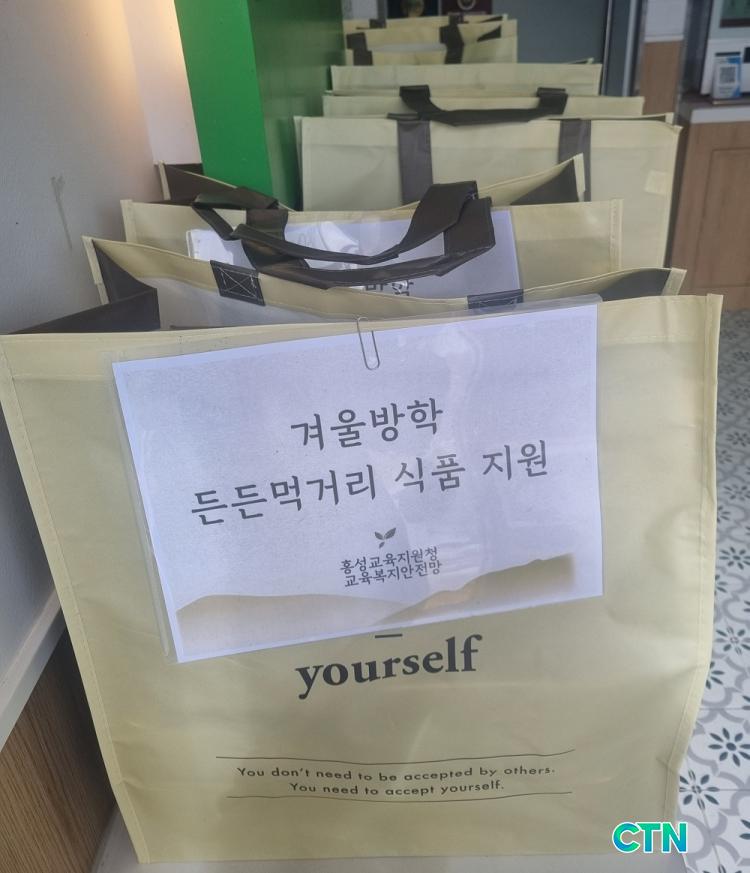 방학
겨울방학
든든먹거리 식품 지원
홍성교육지원청
교육복지안전망
yourself
You don't need to be accepted by others.
You need to accept yourself.
CTN